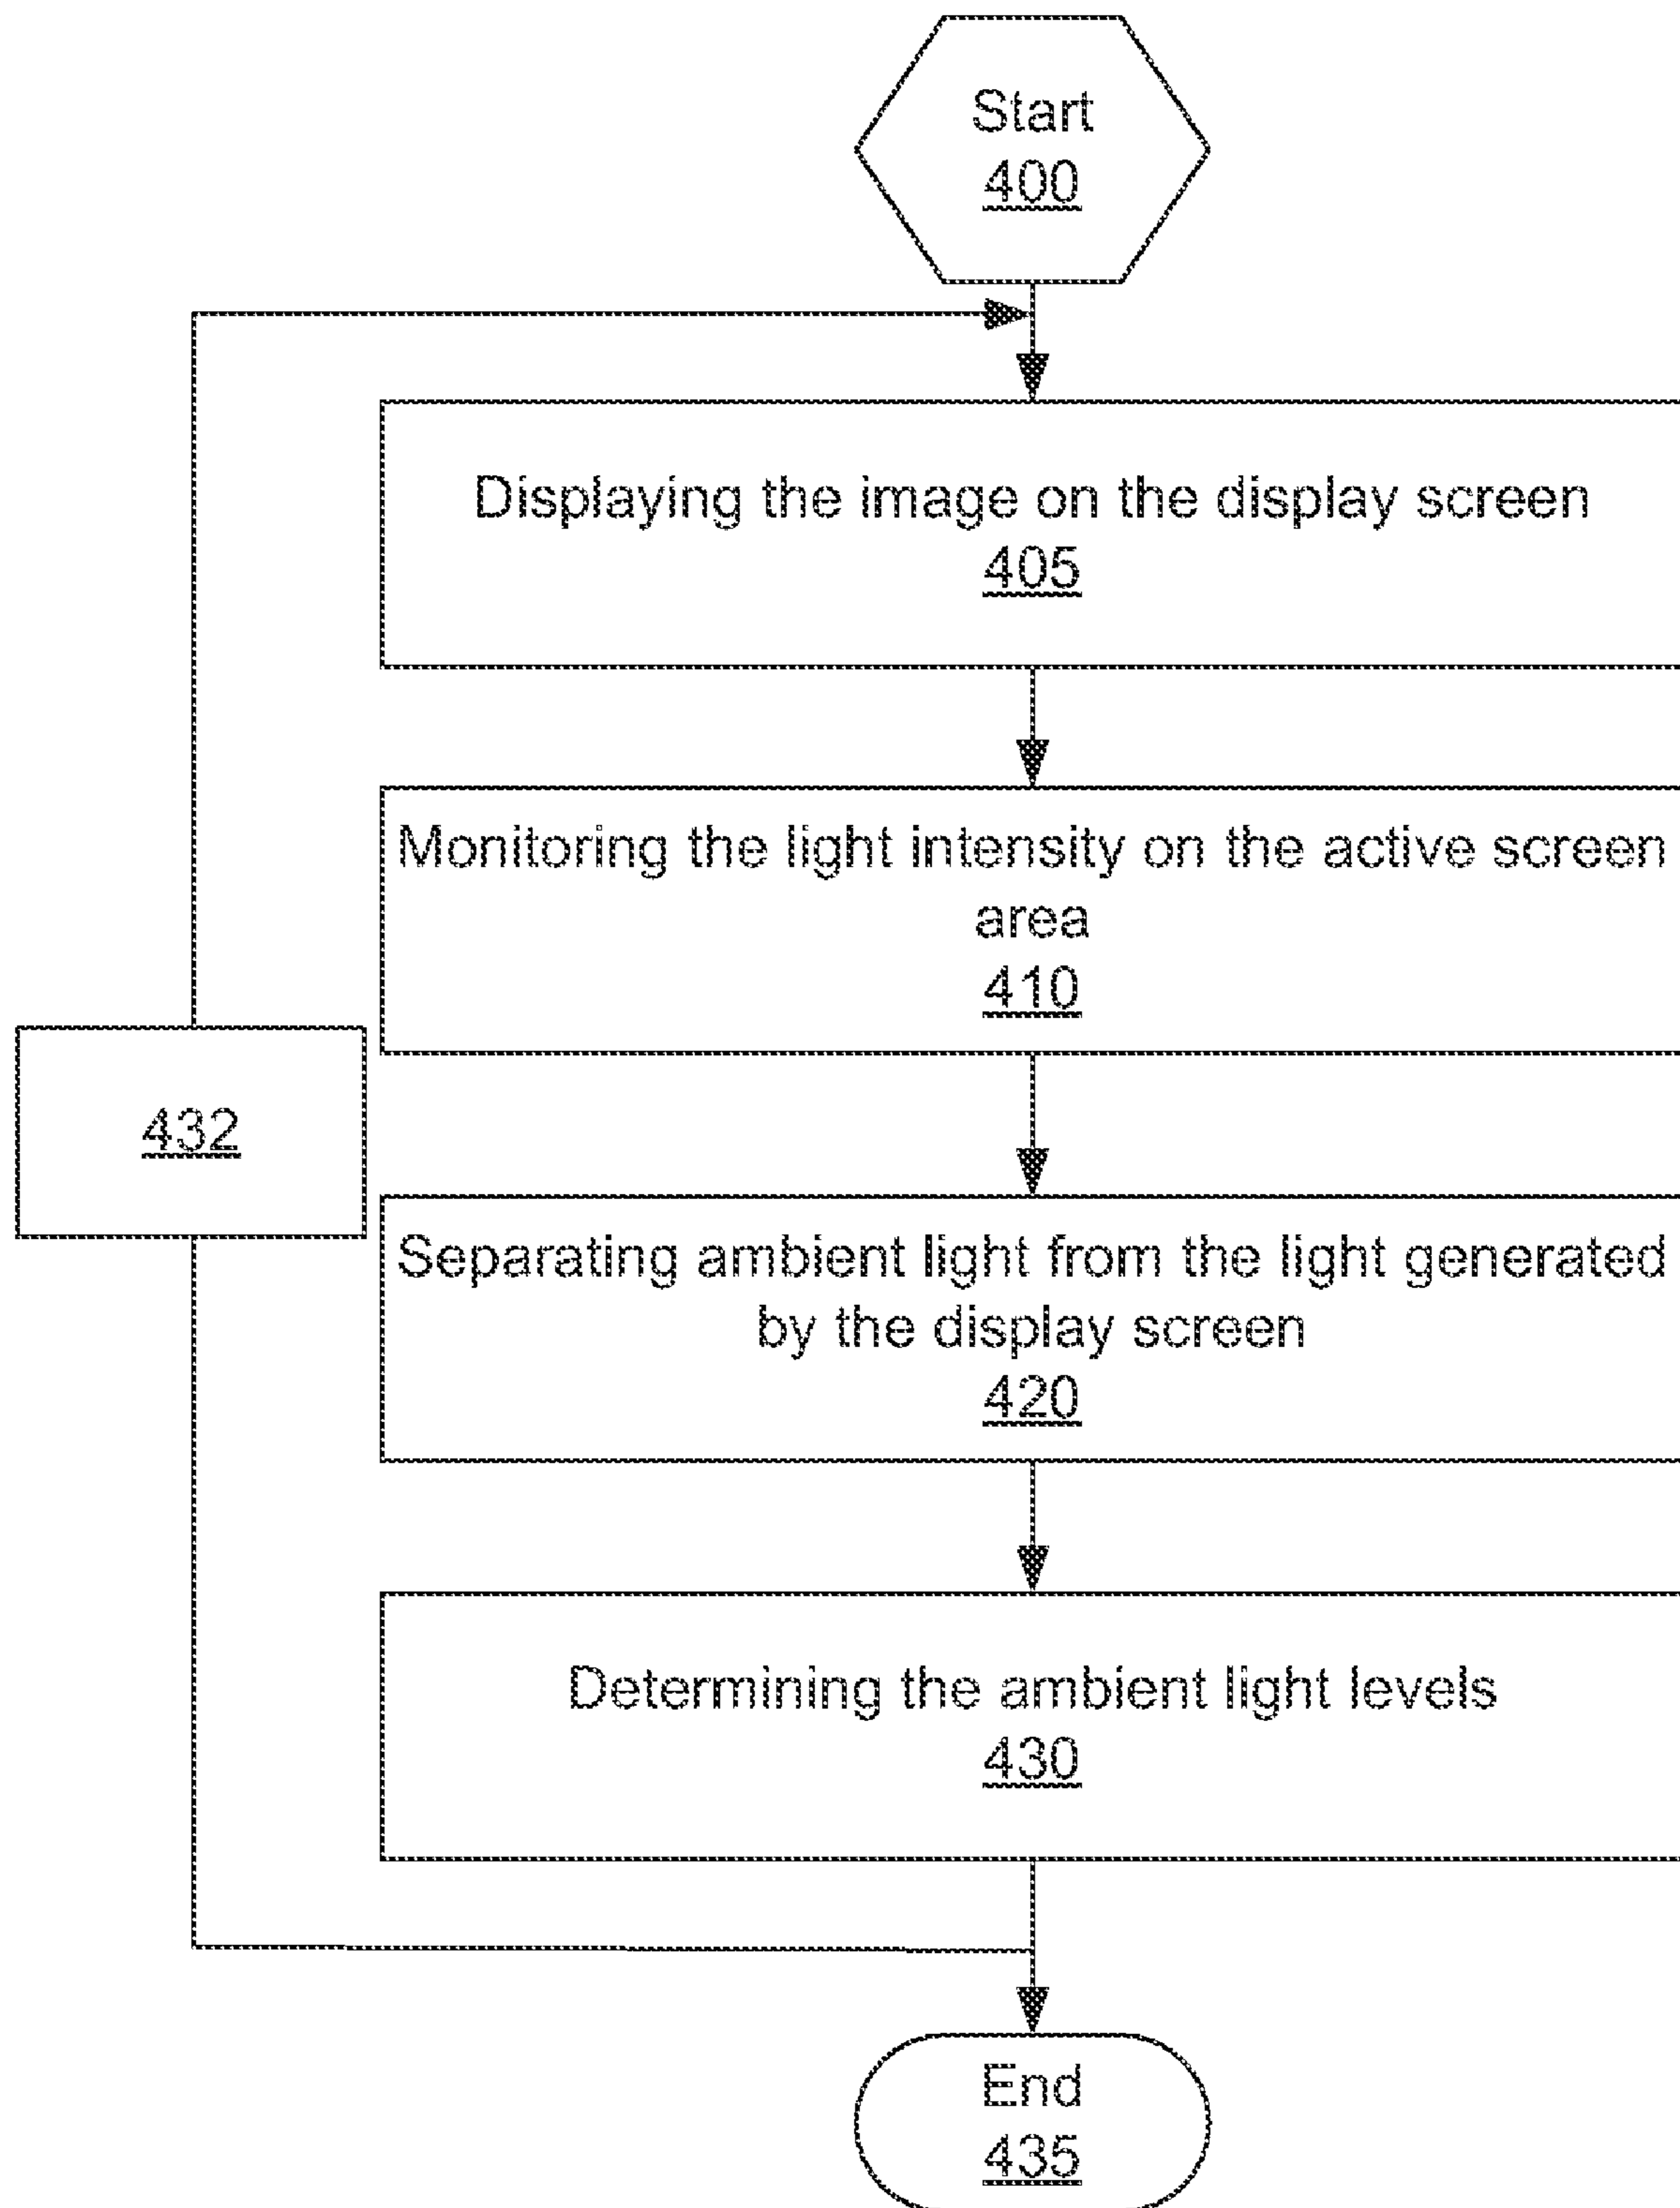 Start
400
Displaying the image on the display screen
405
Monitoring the light intensity on the active screen
area
410
432
Separating ambient light from the light generated
by the display screen
420
Determining the ambient light levels
430
End
435